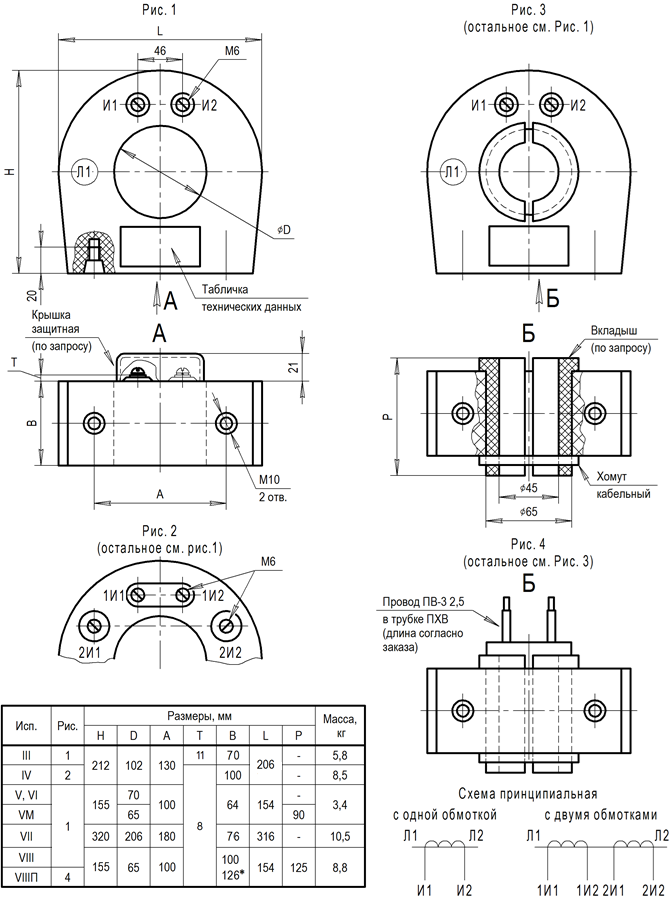 Рис. 1
L
46
М6
И1
И2
Л1
H
⌀D
20
Табличка
технических данных
А
Крышка
защитная
(по запросу)
А
T
21
B
М10
2 отв.
A
Рис. 2
(остальное см. рис.1)
М6
1И1
1И2
2И1
2И2
Рис. 3
(остальное см. Рис. 1)
И1
И2
Л1
Б
Б
Вкладыш
(по запросу)
P
Хомут
кабельный
⌀45
⌀65
Рис. 4
(остальное см. Рис. 3)
Б
Провод ПВ-3 2,5
в трубке ПХВ
(длина согласно
заказа)
Исп. Рис. Размеры, мм Масса, кг
H D A T B L P
III 1 212 102 130 11 70 206 - 5,8
IV 2 8 100 - 8,5
V, VI 1 155 70 100 64 154 - 3,4
VM 65 90
VII 320 206 180 76 316 - 10,5
VIII 155 65 100 100 154 125 8,8
VIIIП 4 126*
Схема принципиальная
с одной обмоткой
с двумя обмотками
Л1 Л2
И1 И2
Л1 Л2
1И1 1И2 2И1 2И2